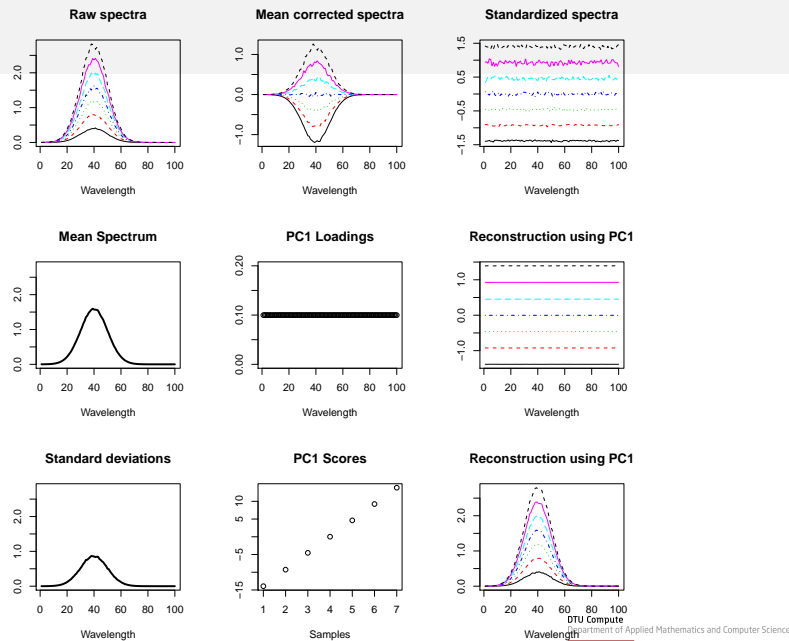 Raw spectra
Mean corrected spectra
Standardized spectra
0.0 1.0 2.0
0 20 40 60 80 100
Wavelength
-1.0 0.0 1.0
0 20 40 60 80 100
Wavelength
-1.5 -0.5 0.5 1.5
0 20 40 60 80 100
Wavelength
Mean Spectrum
PC1 Loadings
Reconstruction using PC1
0.0 1.0 2.0
0 20 40 60 80 100
Wavelength
0.00 0.10 0.20
0 20 40 60 80 100
Wavelength
-1.0 0.0 1.0
0 20 40 60 80 100
Wavelength
Standard deviations
PC1 Scores
Reconstruction using PC1
0.0 1.0 2.0
0 20 40 60 80 100
Wavelength
-15 -5 5 10
1 2 3 4 5 6 7
Samples
0.0 1.0 2.0
0 20 40 60 80 100
Wavelength
DTU Compute
Department of Applied Mathematics and Computer Science